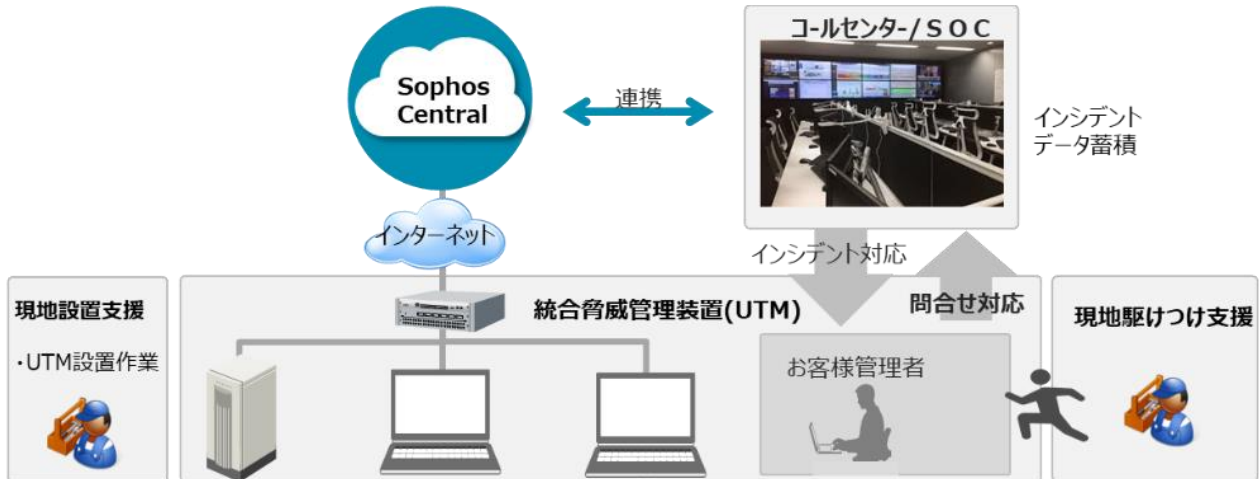 コールセンター/ＳＯＣ
Sophos
Central
連携
インシデント
データ蓄積
インターネット
インシデント対応
現地設置支援
・UTM設置作業
統合脅威管理装置(UTM)
問合せ対応
お客様管理者
現地駆けつけ支援